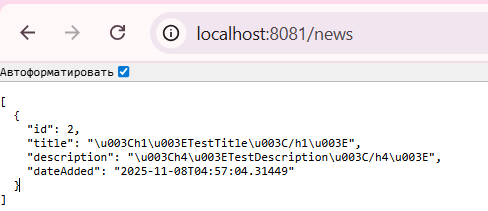 localhost:8081/news
Автоформатировать
[
  {
    "id": 2,
    "title": "\u003Ch1\u003ETestTitle\u003C/h1\u003E",
    "description": "\u003Ch4\u003ETestDescription\u003C/h4\u003E",
    "dateAdded": "2025-11-08T04:57:04.31449"
  }
]